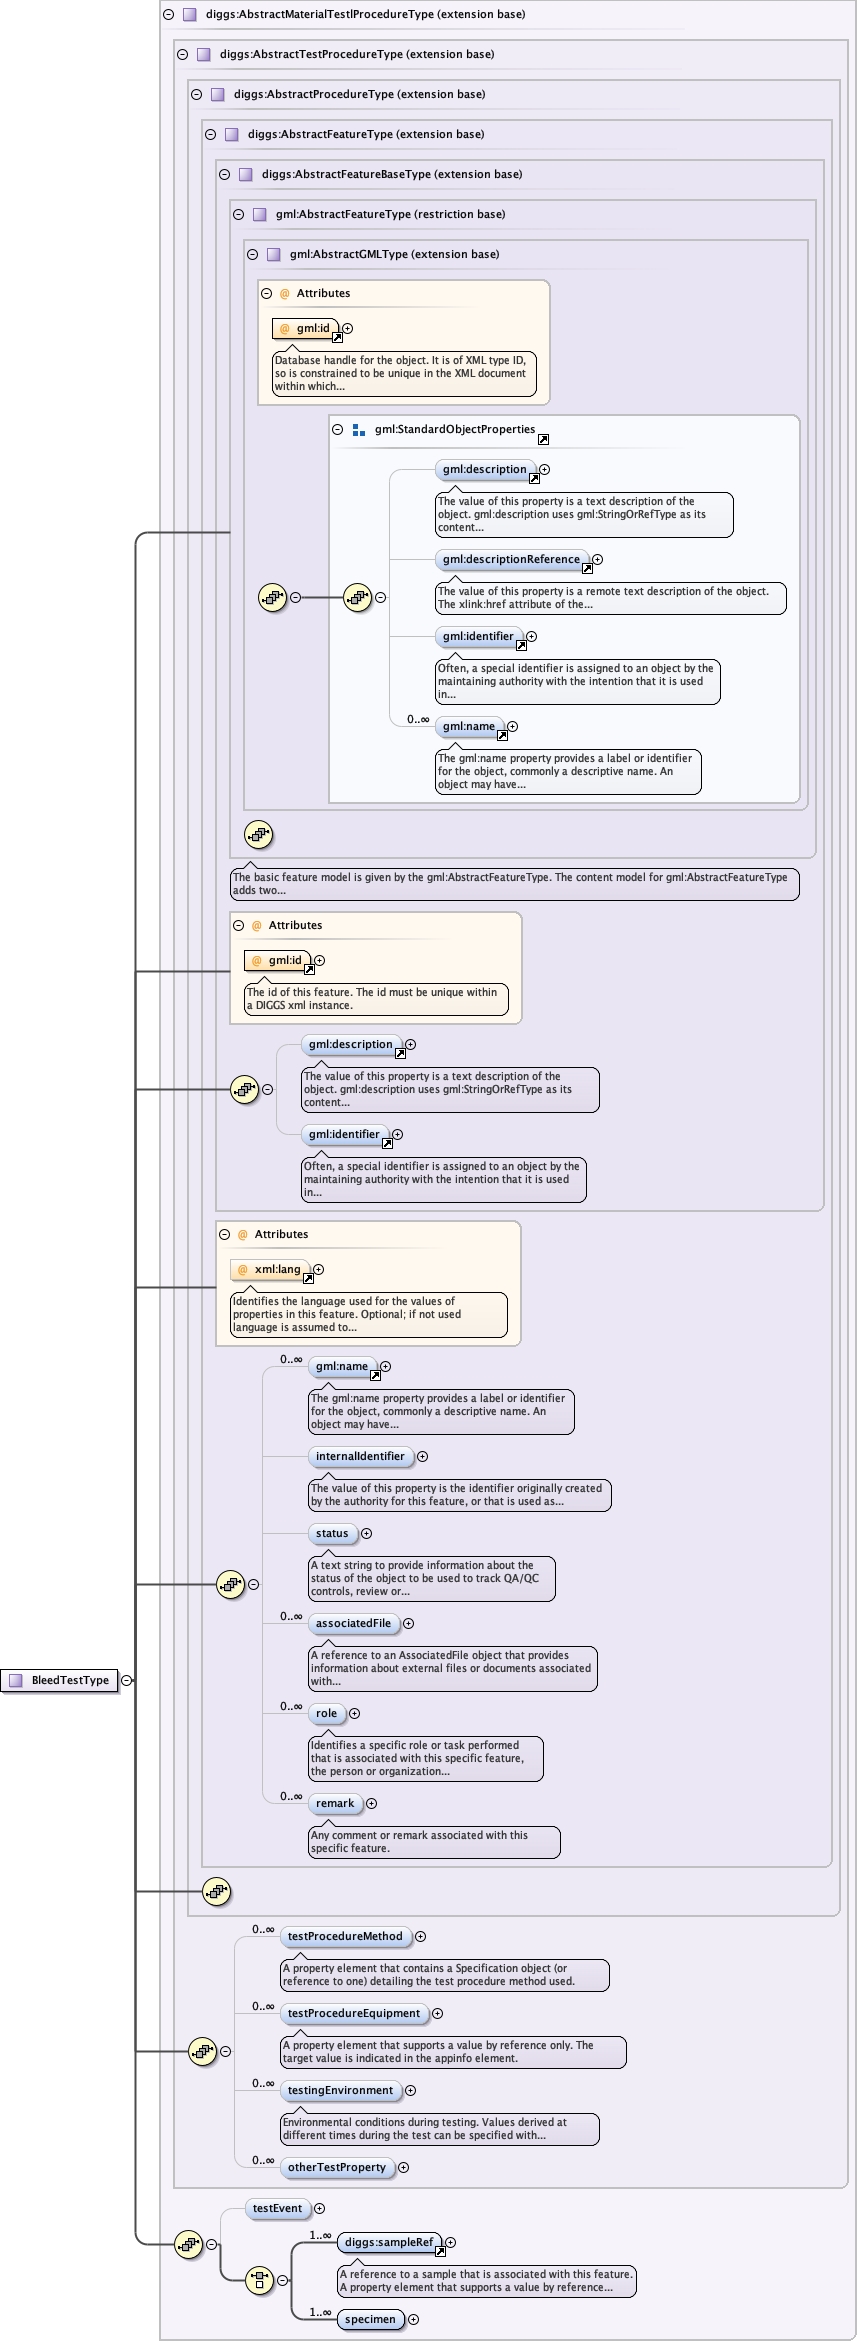 diggs:AbstractMaterialTestlProcedureType (extension base)
diggs:AbstractTestProcedureType (extension base)
diggs:AbstractProcedureType (extension base)
diggs:AbstractFeatureType (extension base)
diggs:AbstractFeatureBaseType (extension base)
gml:AbstractFeatureType (restriction base)
gml:AbstractGMLType (extension base)
@ Attributes
@ gml:id
Database handle for the object. It is of XML type ID,
so is constrained to be unique in the XML document
within which...
gml:StandardObjectProperties
gml:description
The value of this property is a text description of the
object. gml:description uses gml:StringOrRefType as its
content...
gml:descriptionReference
The value of this property is a remote text description of the object.
The xlink:href attribute of the...
gml:identifier
Often, a special identifier is assigned to an object by the
maintaining authority with the intention that it is used
in...
0..∞
gml:name
The gml:name property provides a label or identifier
for the object, commonly a descriptive name. An
object may have...
The basic feature model is given by the gml:AbstractFeatureType. The content model for gml:AbstractFeatureType
adds two...
@ Attributes
@ gml:id
The id of this feature. The id must be unique within
a DIGGS xml instance.
gml:description
The value of this property is a text description of the
object. gml:description uses gml:StringOrRefType as its
content...
gml:identifier
Often, a special identifier is assigned to an object by the
maintaining authority with the intention that it is used
in...
@ Attributes
@ xml:lang
Identifies the language used for the values of
properties in this feature. Optional; if not used
language is assumed to...
0..∞
gml:name
The gml:name property provides a label or identifier
for the object, commonly a descriptive name. An
object may have...
internalIdentifier
The value of this property is the identifier originally created
by the authority for this feature, or that is used as...
status
A text string to provide information about the
status of the object to be used to track QA/QC
controls, review or...
0..∞
associatedFile
A reference to an AssociatedFile object that provides
information about external files or documents associated
with...
BleedTestType
0..∞
role
Identifies a specific role or task performed
that is associated with this specific feature,
the person or organization...
0..∞
remark
Any comment or remark associated with this
specific feature.
0..∞
testProcedureMethod
A property element that contains a Specification object (or
reference to one) detailing the test procedure method used.
0..∞
testProcedureEquipment
A property element that supports a value by reference only. The
target value is indicated in the appinfo element.
0..∞
testingEnvironment
Environmental conditions during testing. Values derived at
different times during the test can be specified with...
0..∞
otherTestProperty
testEvent
1..∞
diggs:sampleRef
A reference to a sample that is associated with this feature.
A property element that supports a value by reference...
1..∞
specimen